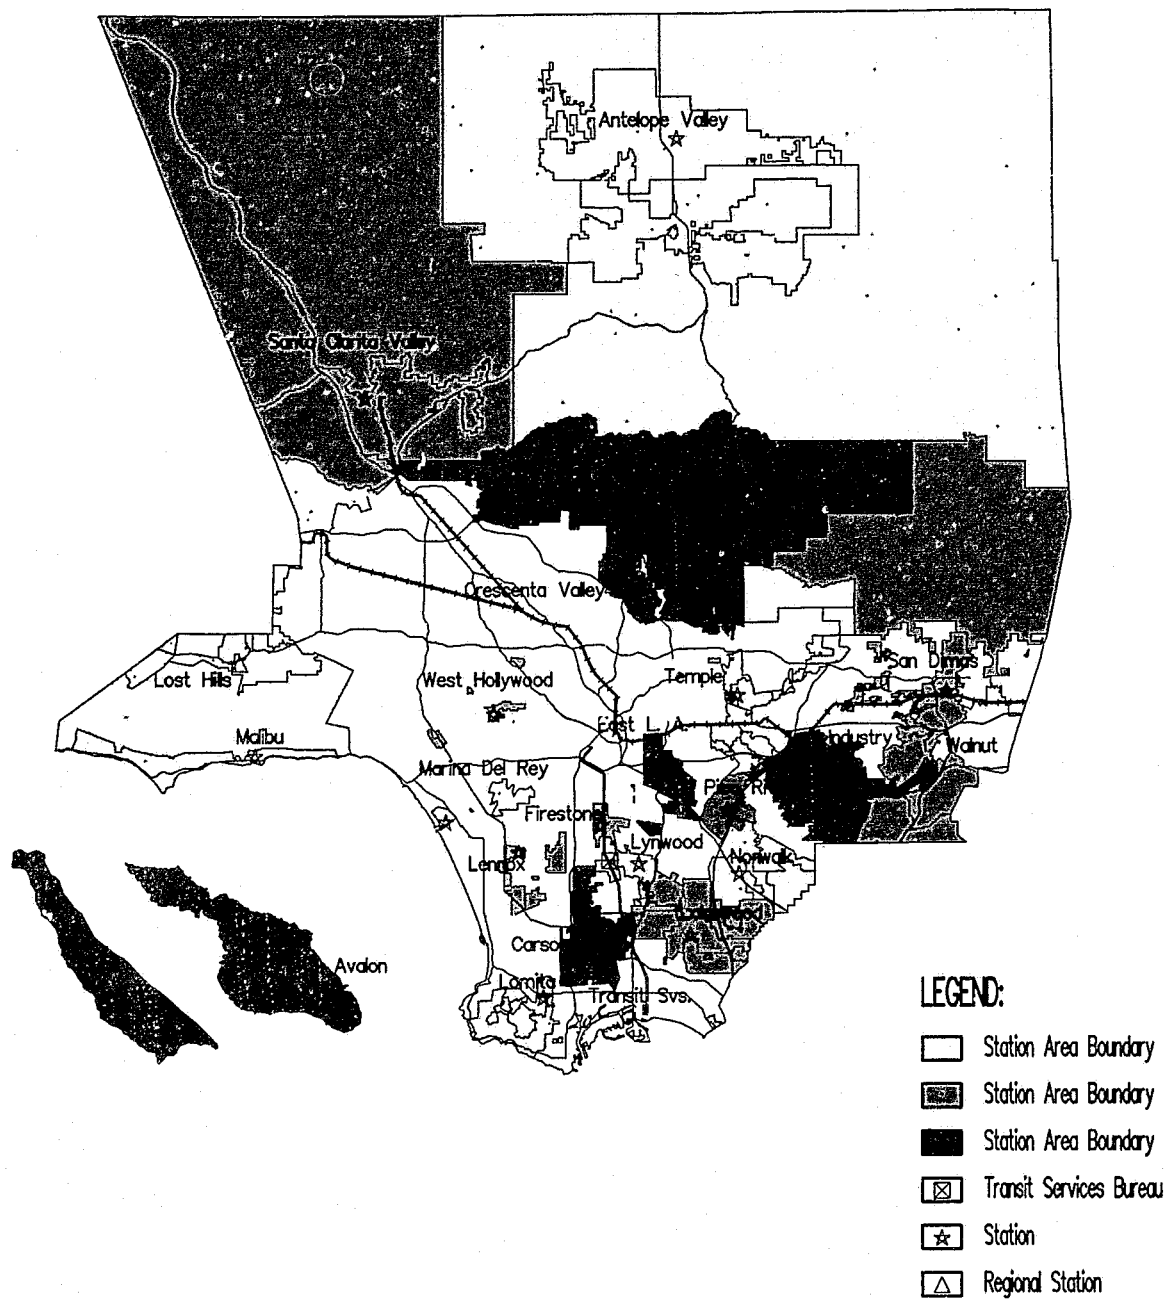 Antelope Valley
Santa Clarita Valley
Crescenta Valley
San Dimas
Lost Hills
West Hollywood
Temple
East L. A.
Malibu
Industry
Walnut
Marina Del Rey
Firestone
Lynwood
Norwalk
Lennox
Carso
Avalon
Lomita
Transit Svs.
LEGEND:
Station Area Boundary
Station Area Boundary
Station Area Boundary
Transit Services Bureau
Station
Regional Station